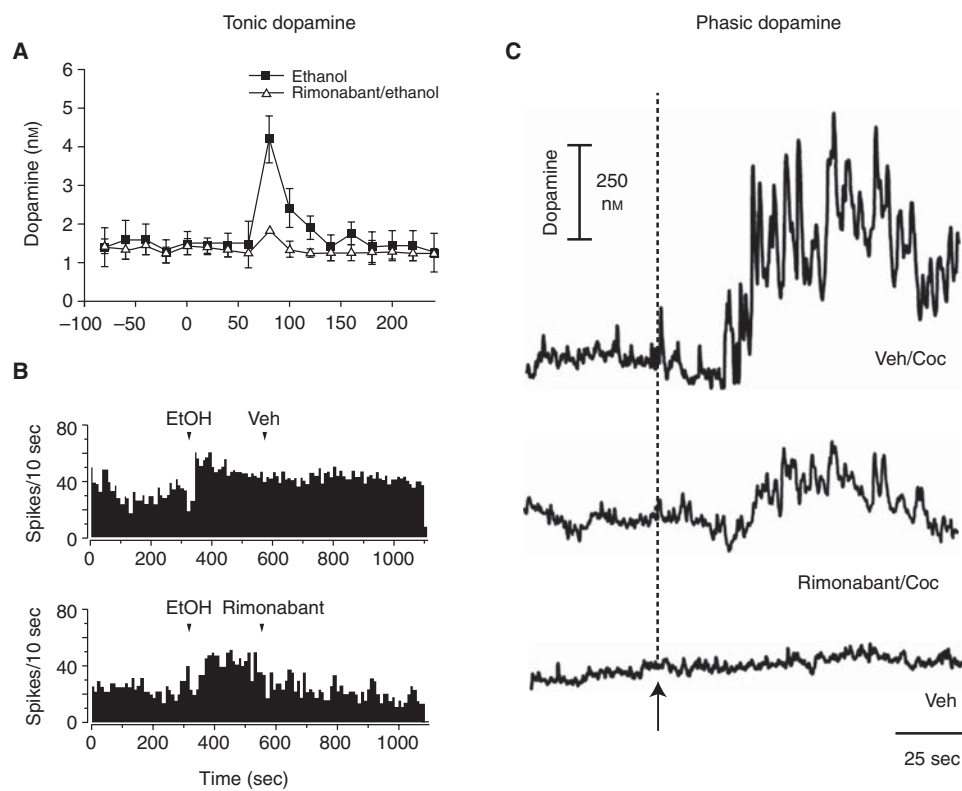 Tonic dopamine
Phasic dopamine
A
Ethanol
Rimonabant/ethanol
Dopamine (nM)
6
5
4
3
2
1
0
–100 –50 0 50 100 150 200
B
EtOH Veh
Spikes/10 sec
80
40
0
0 200 400 600 800 1000
EtOH Rimonabant
Spikes/10 sec
80
40
0
0 200 400 600 800 1000
Time (sec)
C
Dopamine
250
nM
Veh/Coc
Rimonabant/Coc
Veh
25 sec